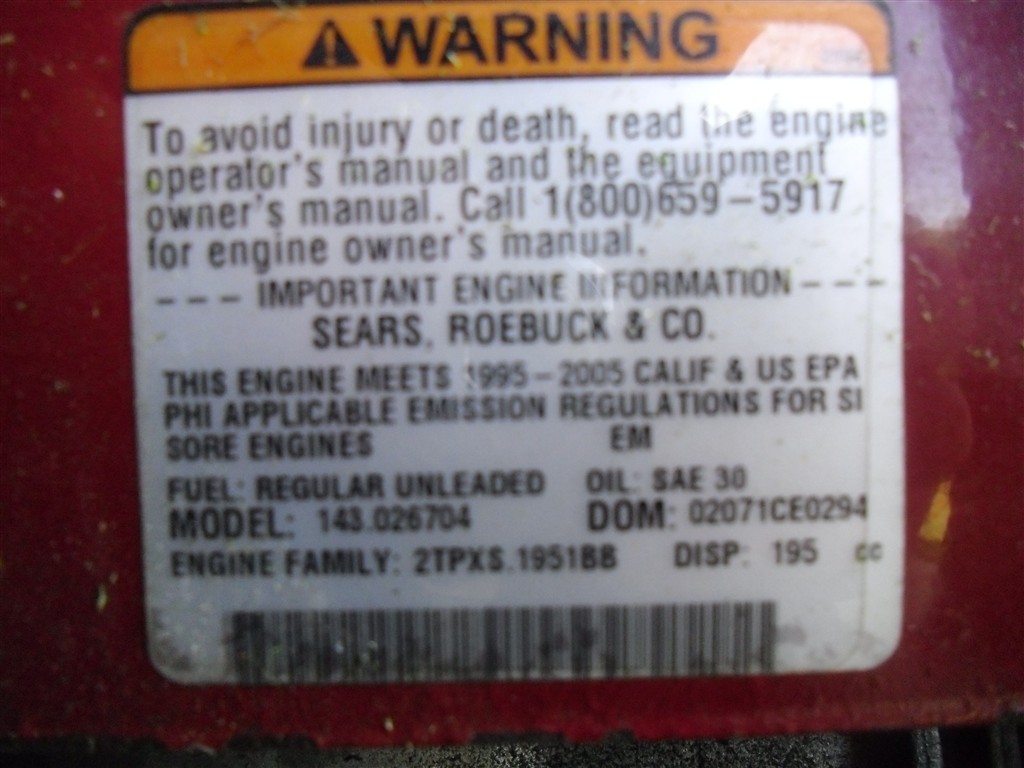 WARNING
To avoid injury or death, read the engine
operator's manual and the equipment
owner's manual. Call 1(800)659-5917
for engine owner's manual.
--- IMPORTANT ENGINE INFORMATION ---
SEARS, ROEBUCK & CO.
THIS ENGINE MEETS 1995-2005 CALIF & US EPA
PHI APPLICABLE EMISSION REGULATIONS FOR SI
SORE ENGINES EM
FUEL: REGULAR UNLEADED OIL: SAE 30
MODEL: 143.026704 DOM: 02071CE0294
ENGINE FAMILY: 2TPXS.1951BB DISP: 195 cc